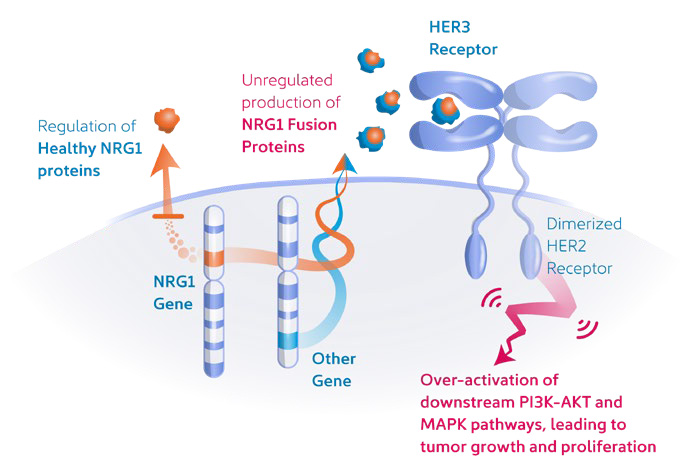 HER3
Receptor
Unregulated
production of
NRG1 Fusion
Proteins
Regulation of
Healthy NRG1
proteins
Dimerized
HER2
Receptor
NRG1
Gene
Other
Gene
Over-activation of
downstream PI3K-AKT and
MAPK pathways, leading to
tumor growth and proliferation